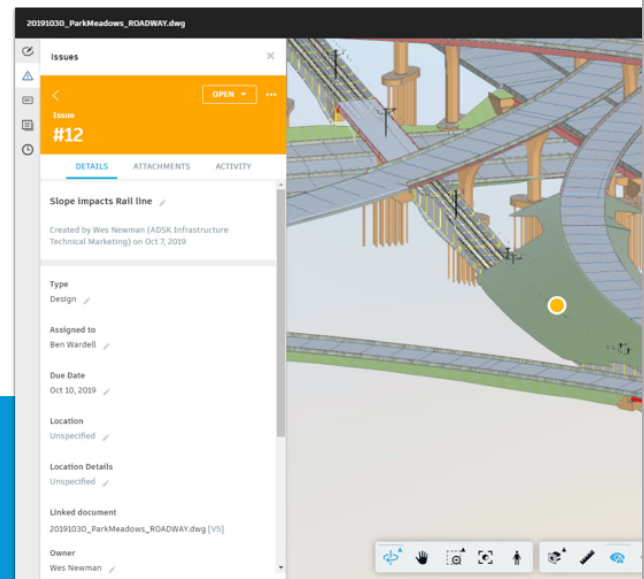 20191030_ParkMeadows_ROADWAY.dwg
Issues
OPEN
Issue
#12
DETAILS ATTACHMENTS ACTIVITY
Slope impacts Rail line
Created by Wes Newman (ADSK Infrastructure
Technical Marketing) on Oct 7, 2019
Type
Design
Assigned to
Ben Wardell
Due Date
Oct 10, 2019
Location
Unspecified
Location Details
Unspecified
Linked document
20191030_ParkMeadows_ROADWAY.dwg [V5]
Owner
Wes Newman